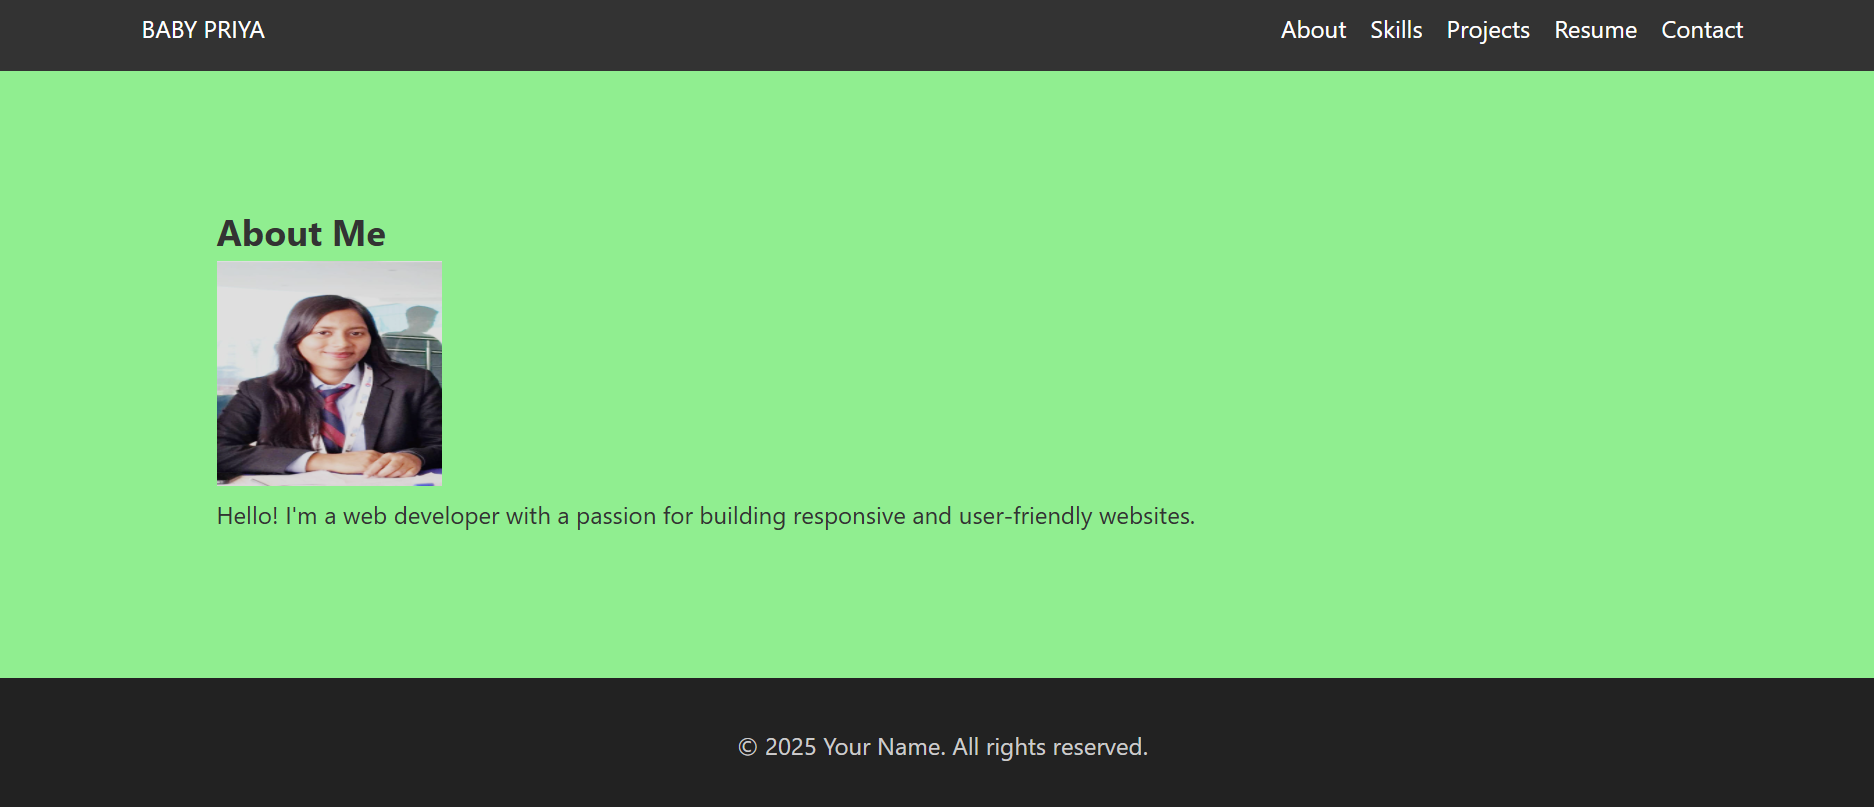 BABY PRIYA About Skills Projects Resume Contact
About Me
Hello! I'm a web developer with a passion for building responsive and user-friendly websites.
© 2025 Your Name. All rights reserved.